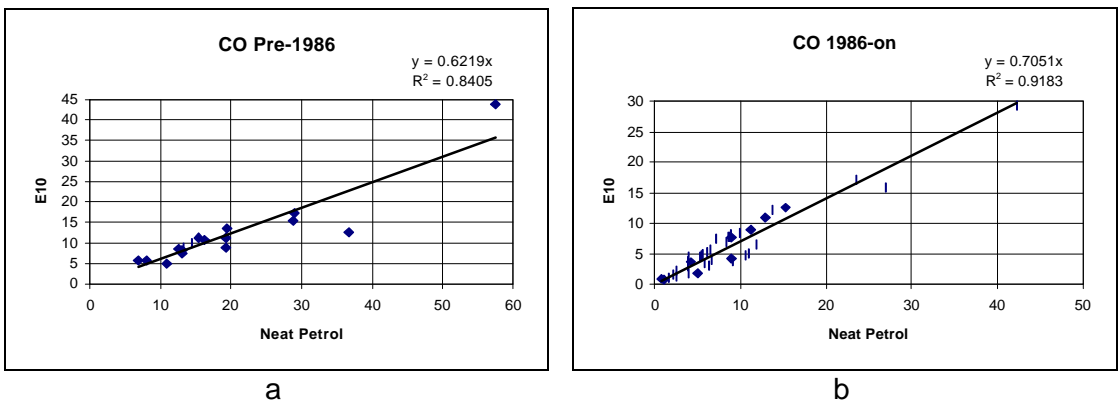 CO Pre-1986
y = 0.6219x
R² = 0.8405
45
40
35
30
25
20
15
10
5
0
E10
0 10 20 30 40 50 60
Neat Petrol
a
CO 1986-on
y = 0.7051x
R² = 0.9183
30
25
20
15
10
5
0
E10
0 10 20 30 40 50
Neat Petrol
b